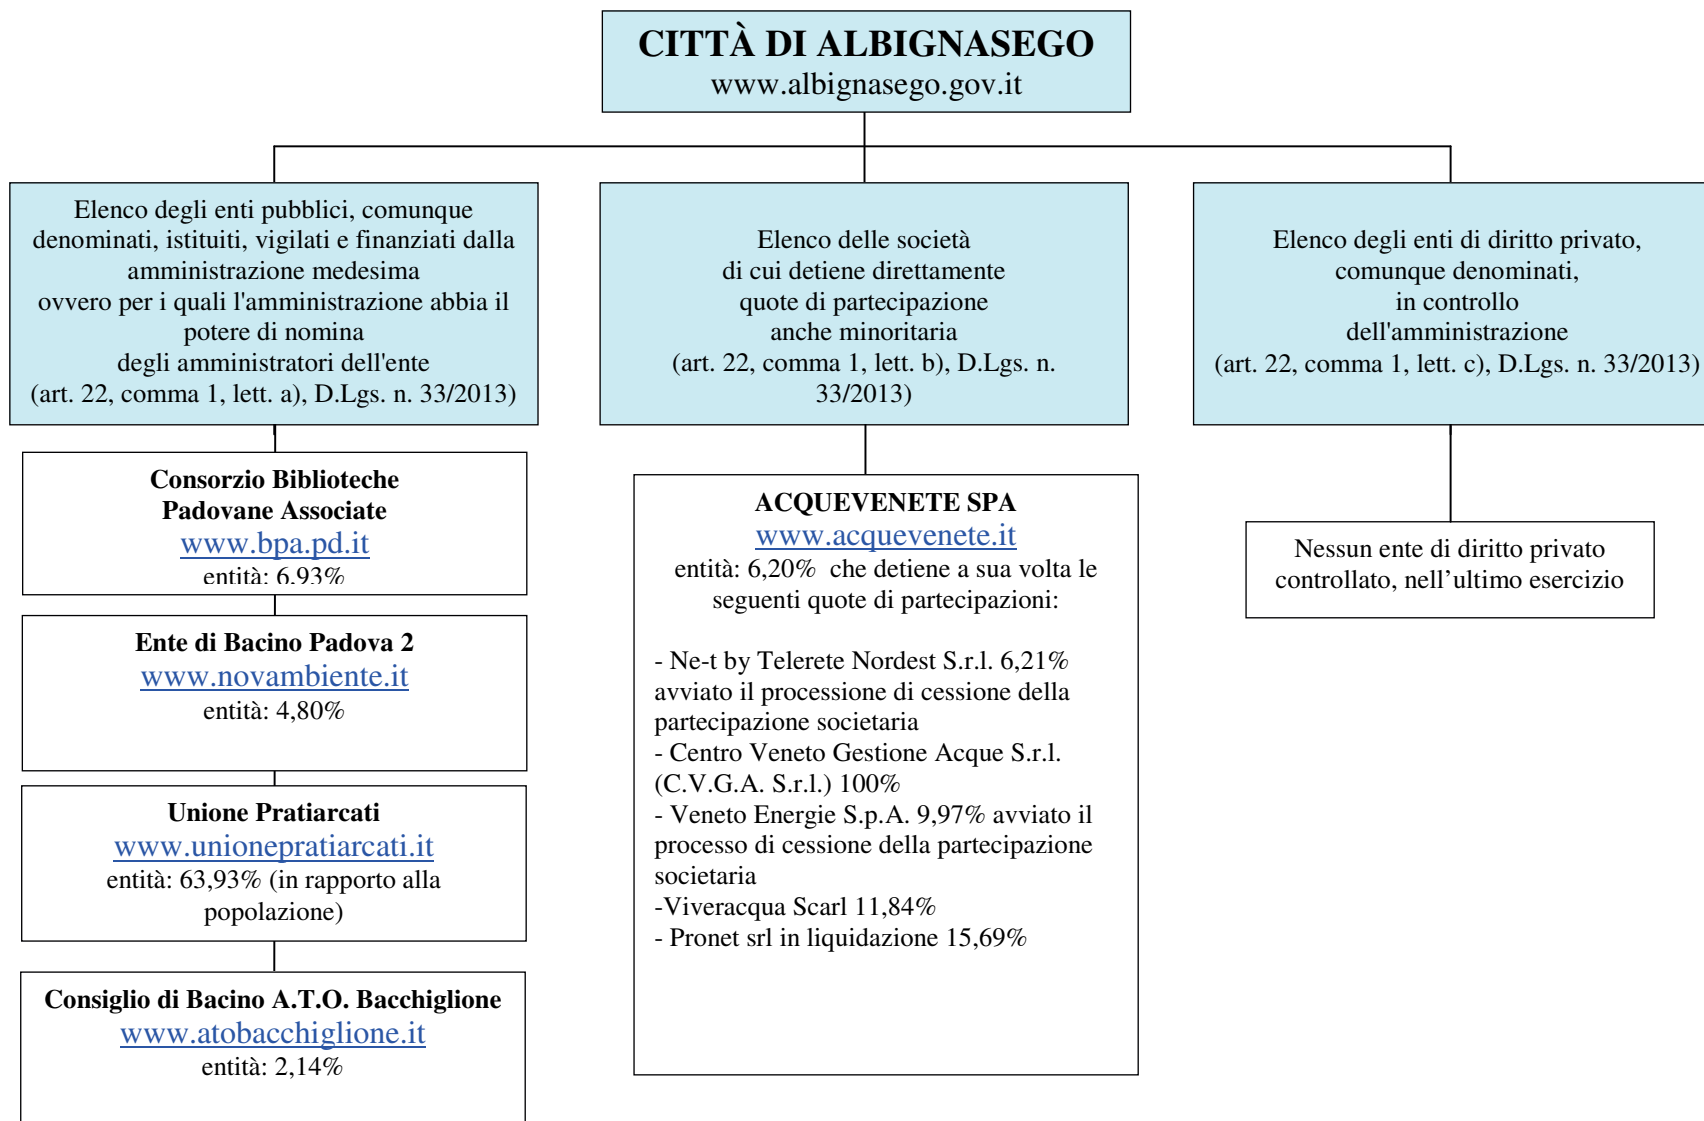 CITTÀ DI ALBIGNASEGO
www.albignasego.gov.it
Elenco degli enti pubblici, comunque
denominati, istituiti, vigilati e finanziati dalla
amministrazione medesima
ovvero per i quali l'amministrazione abbia il
potere di nomina
degli amministratori dell'ente
(art. 22, comma 1, lett. a), D.Lgs. n. 33/2013)
Consorzio Biblioteche
Padovane Associate
www.bpa.pd.it
entità: 6,93%
Ente di Bacino Padova 2
www.novambiente.it
entità: 4,80%
Unione Pratiarcati
www.unionepratiarcati.it
entità: 63,93% (in rapporto alla
popolazione)
Consiglio di Bacino A.T.O. Bacchiglione
www.atobacchiglione.it
entità: 2,14%
Elenco delle società
di cui detiene direttamente
quote di partecipazione
anche minoritaria
(art. 22, comma 1, lett. b), D.Lgs. n.
33/2013)
ACQUEVENETE SPA
www.acquevenete.it
entità: 6,20% che detiene a sua volta le
seguenti quote di partecipazioni:
- Ne-t by Telerete Nordest S.r.l. 6,21%
avviato il processione di cessione della
partecipazione societaria
- Centro Veneto Gestione Acque S.r.l.
(C.V.G.A. S.r.l.) 100%
- Veneto Energie S.p.A. 9,97% avviato il
processo di cessione della partecipazione
societaria
-Viveracqua Scarl 11,84%
- Pronet srl in liquidazione 15,69%
Elenco degli enti di diritto privato,
comunque denominati,
in controllo
dell'amministrazione
(art. 22, comma 1, lett. c), D.Lgs. n. 33/2013)
Nessun ente di diritto privato
controllato, nell’ultimo esercizio